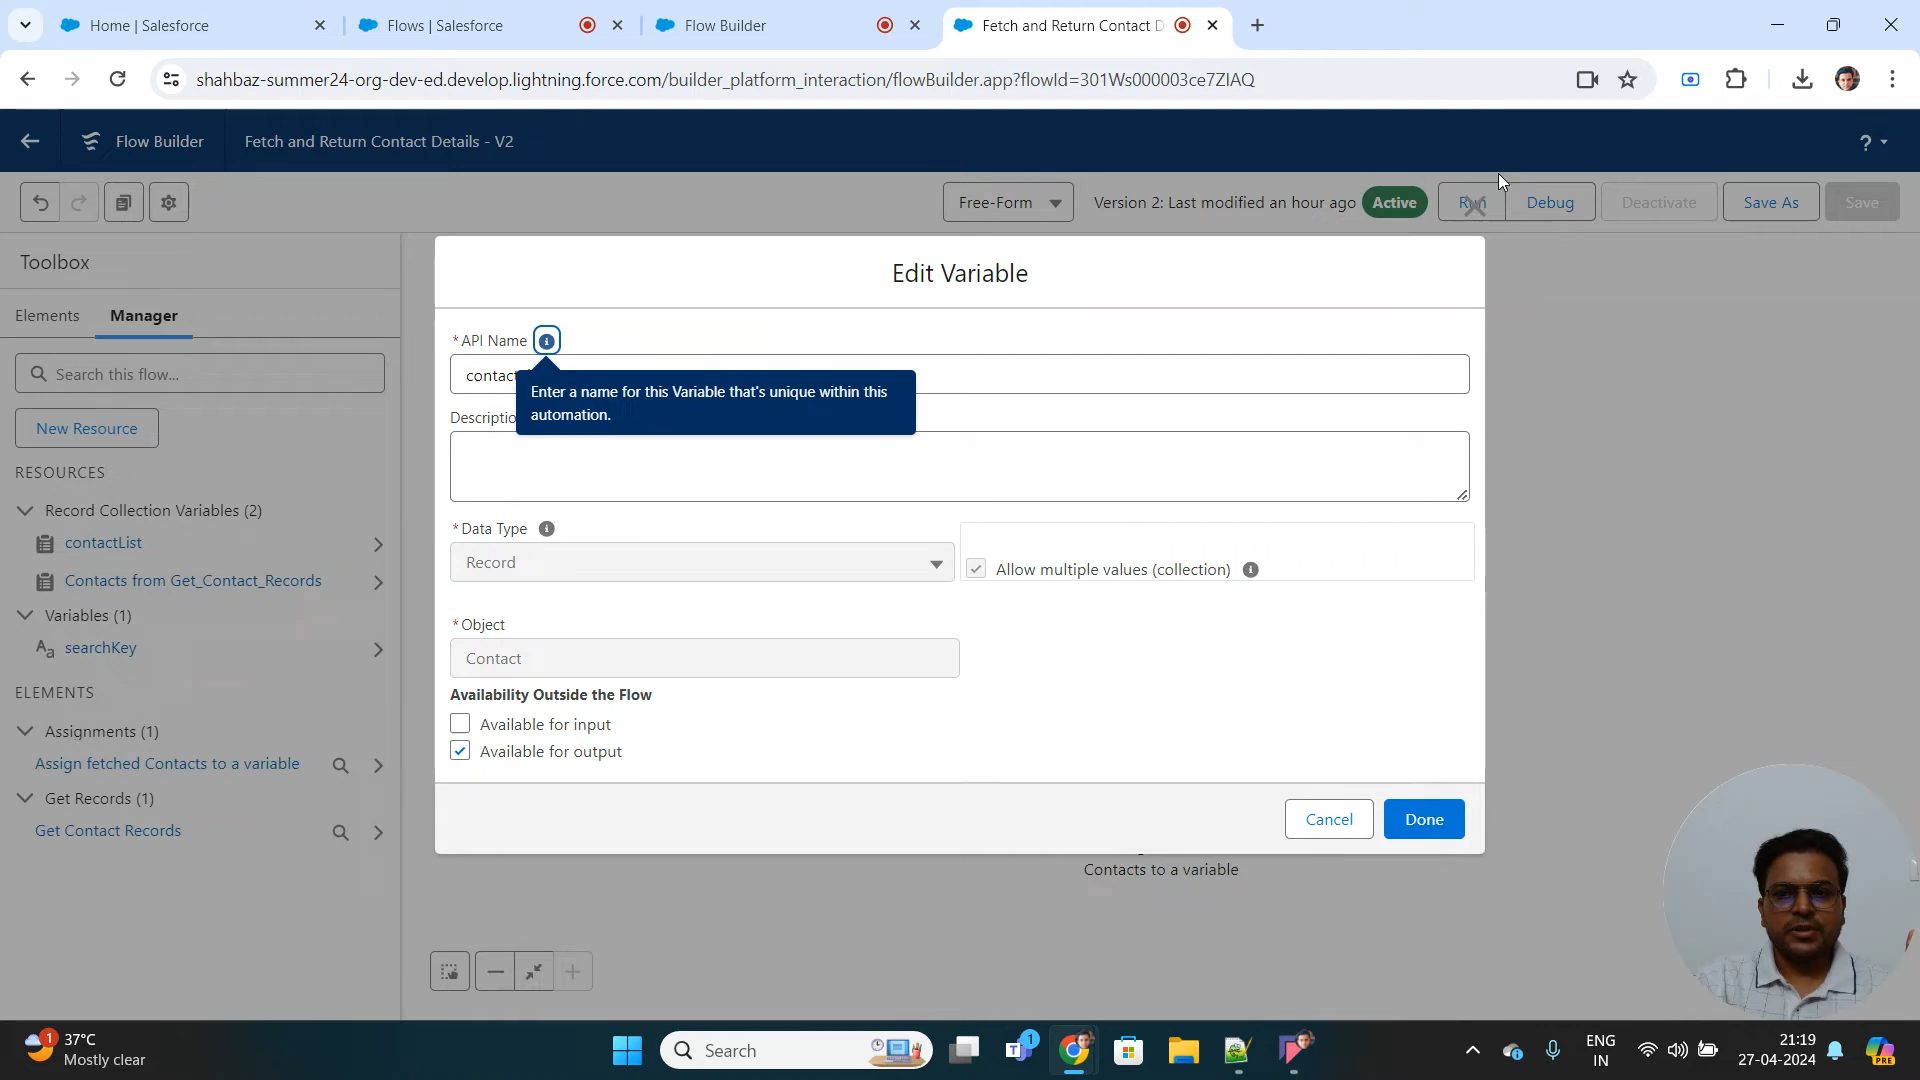 Home | Salesforce
Flows | Salesforce
Flow Builder
Fetch and Return Contact D
shahbaz-summer24-org-dev-ed.develop.lightning.force.com/builder_platform_interaction/flowBuilder.app?flowId=301Ws000003ce7ZIAQ
Flow Builder
Fetch and Return Contact Details - V2
?
Free-Form
Version 2: Last modified an hour ago
Active
Run
Debug
Deactivate
Save As
Save
Toolbox
Elements
Manager
Search this flow...
New Resource
RESOURCES
Record Collection Variables (2)
contactList
Contacts from Get_Contact_Records
Variables (1)
Aa searchKey
ELEMENTS
Assignments (1)
Assign fetched Contacts to a variable
Get Records (1)
Get Contact Records
Edit Variable
* API Name
contact
Enter a name for this Variable that's unique within this
automation.
Descriptio
* Data Type
Record
Allow multiple values (collection)
* Object
Contact
Availability Outside the Flow
Available for input
Available for output
Cancel
Done
Contacts to a variable
1
37°C
Mostly clear
Search
1
ENG
IN
21:19
27-04-2024
PRE